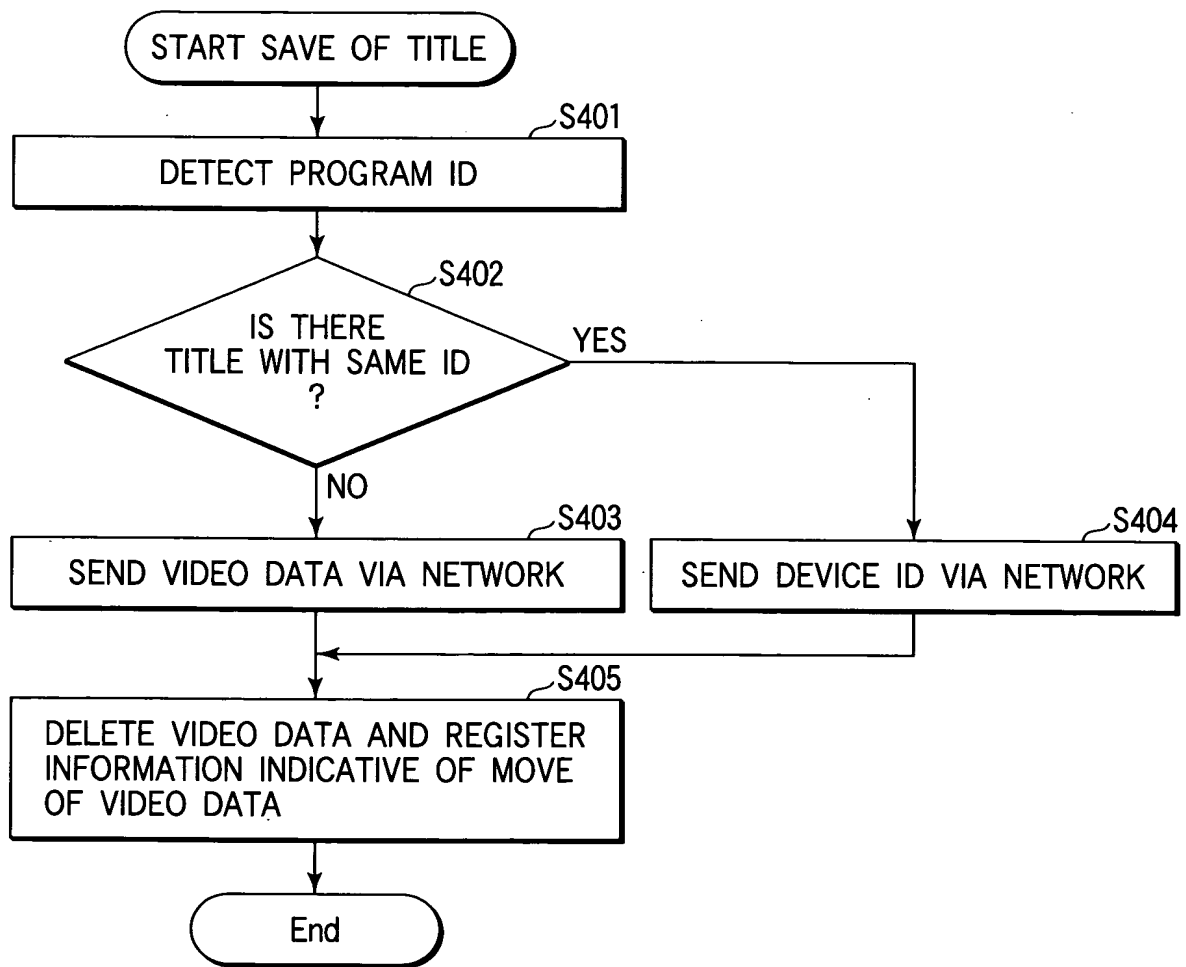 START SAVE OF TITLE
S401
DETECT PROGRAM ID
S402
IS THERE
TITLE WITH SAME ID
?
YES
NO
S403
SEND VIDEO DATA VIA NETWORK
S404
SEND DEVICE ID VIA NETWORK
S405
DELETE VIDEO DATA AND REGISTER
INFORMATION INDICATIVE OF MOVE
OF VIDEO DATA
End